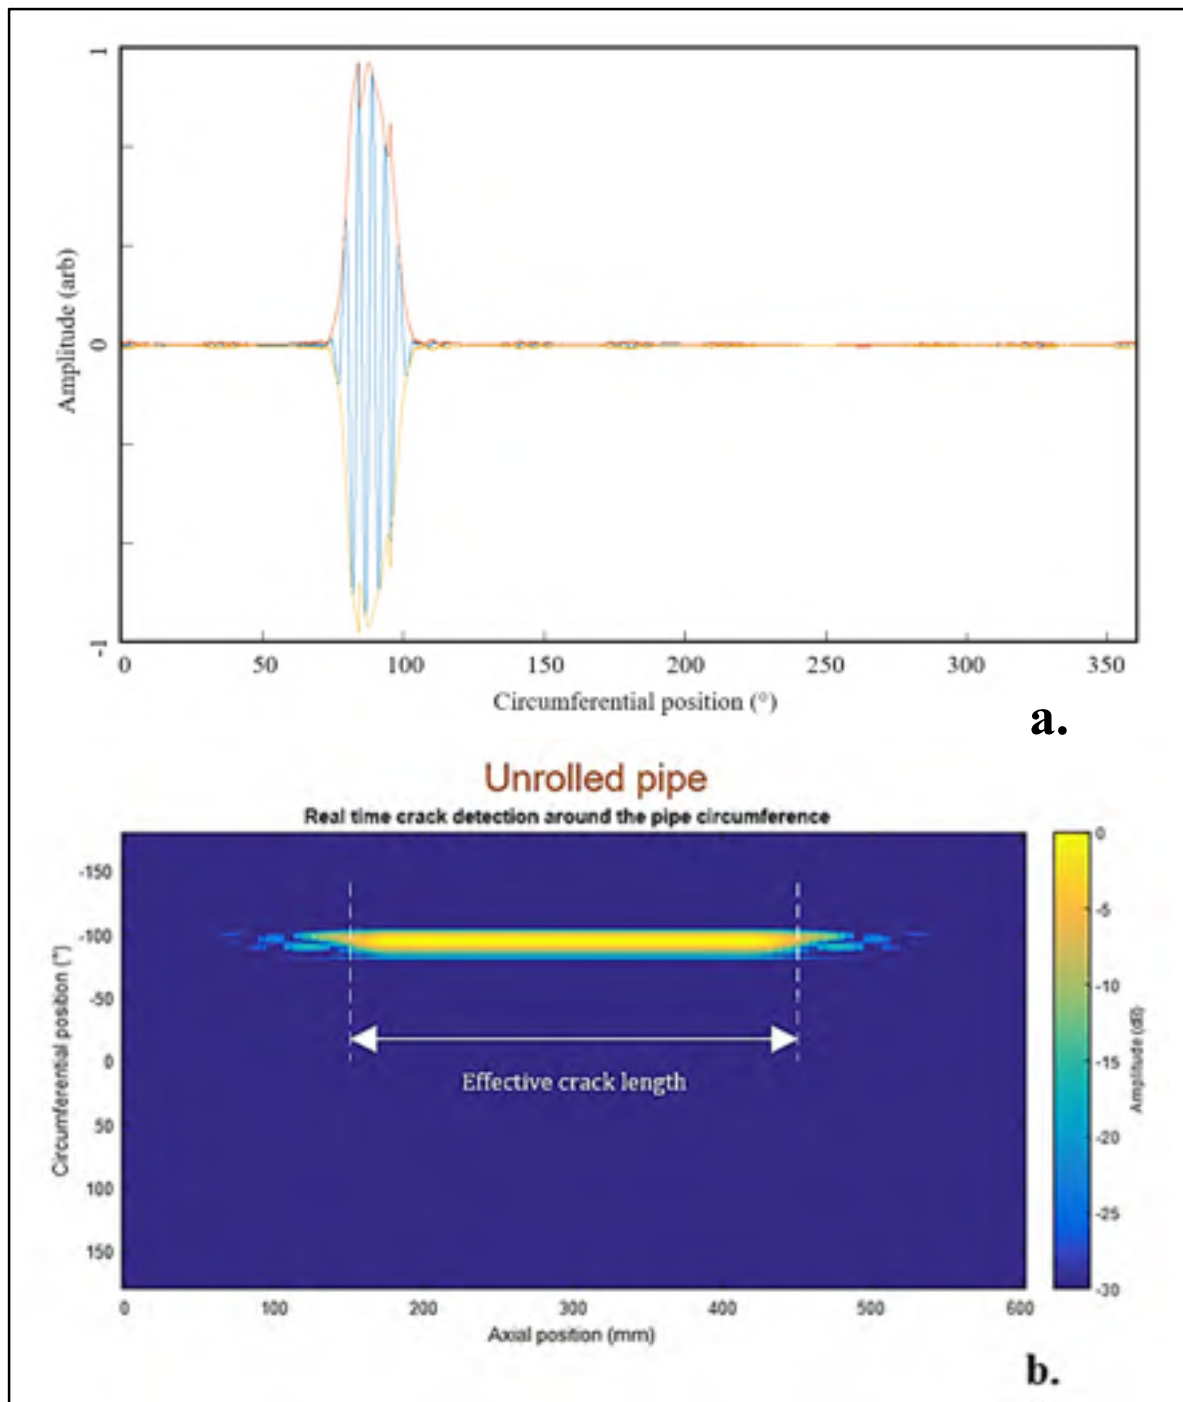 1
0
-1
Amplitude (arb)
0 50 100 150 200 250 300 350
Circumferential position (°)
a.
Unrolled pipe
Real time crack detection around the pipe circumference
-150
-100
-50
0
50
100
150
Circumferential position (°)
Effective crack length
0 100 200 300 400 500 600
Axial position (mm)
0
-5
-10
-15
-20
-25
-30
Amplitude (dB)
b.